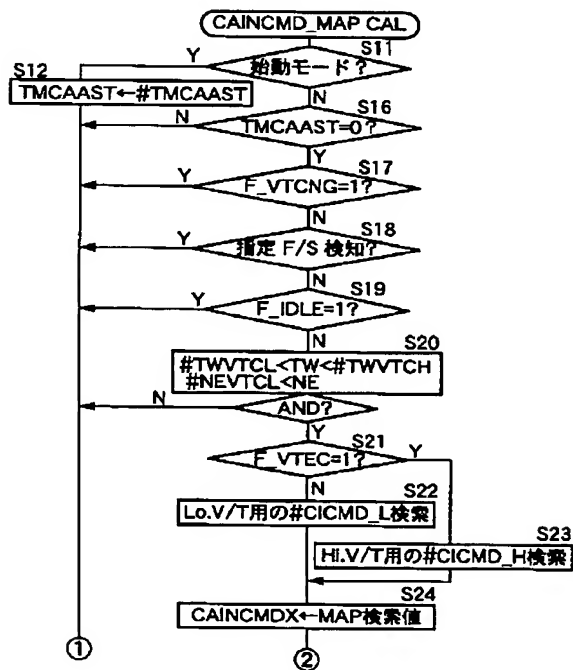 CAINCMD_MAP CAL
S11
始動モード?
Y
S12
TMCAAST←#TMCAAST
N
S16
TMCAAST=0?
N
Y
S17
F_VTCNG=1?
Y
N
S18
指定 F/S 検知?
Y
N
S19
F_IDLE=1?
Y
N
S20
#TWVTCL<TW<#TWVTCH
#NEVTCL<NE
AND?
N
Y
S21
F_VTEC=1?
Y
N
S22
Lo.V/T用の#CICMD_L検索
S23
Hi.V/T用の#CICMD_H検索
S24
CAINCMDX←MAP検索値
①
②